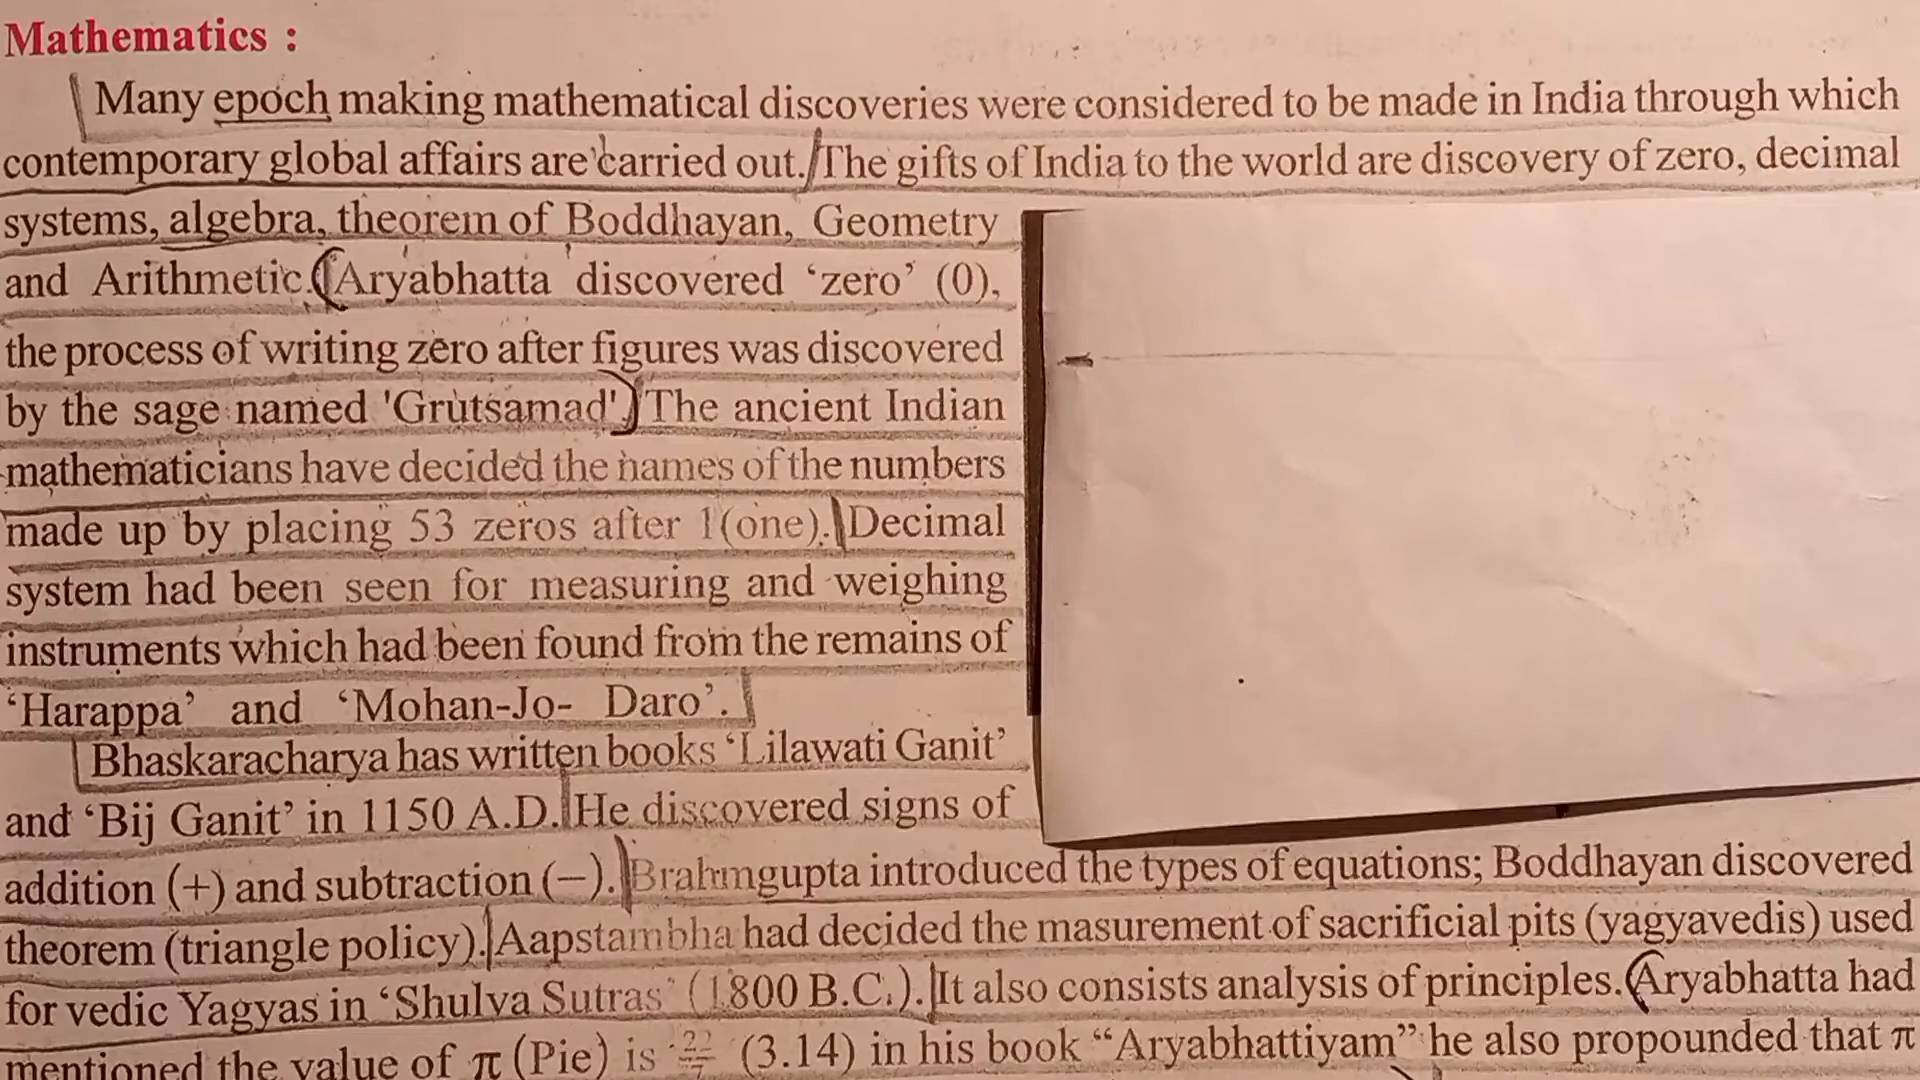 Mathematics :
Many epoch making mathematical discoveries were considered to be made in India through which
contemporary global affairs are carried out. The gifts of India to the world are discovery of zero, decimal
systems, algebra, theorem of Boddhayan, Geometry
and Arithmetic. Aryabhatta discovered ‘zero’ (0),
the process of writing zero after figures was discovered
by the sage named 'Grutsamad'. The ancient Indian
mathematicians have decided the names of the numbers
made up by placing 53 zeros after 1(one). Decimal
system had been seen for measuring and weighing
instruments which had been found from the remains of
‘Harappa’ and ‘Mohan-Jo- Daro’.
Bhaskaracharya has written books ‘Lilawati Ganit’
and ‘Bij Ganit’ in 1150 A.D. He discovered signs of
addition (+) and subtraction (−). Brahmgupta introduced the types of equations; Boddhayan discovered
theorem (triangle policy). Aapstambha had decided the masurement of sacrificial pits (yagyavedis) used
for vedic Yagyas in ‘Shulva Sutras’ (1800 B.C.). It also consists analysis of principles. Aryabhatta had
mentioned the value of π (Pie) is 22/7 (3.14) in his book “Aryabhattiyam” he also propounded that π